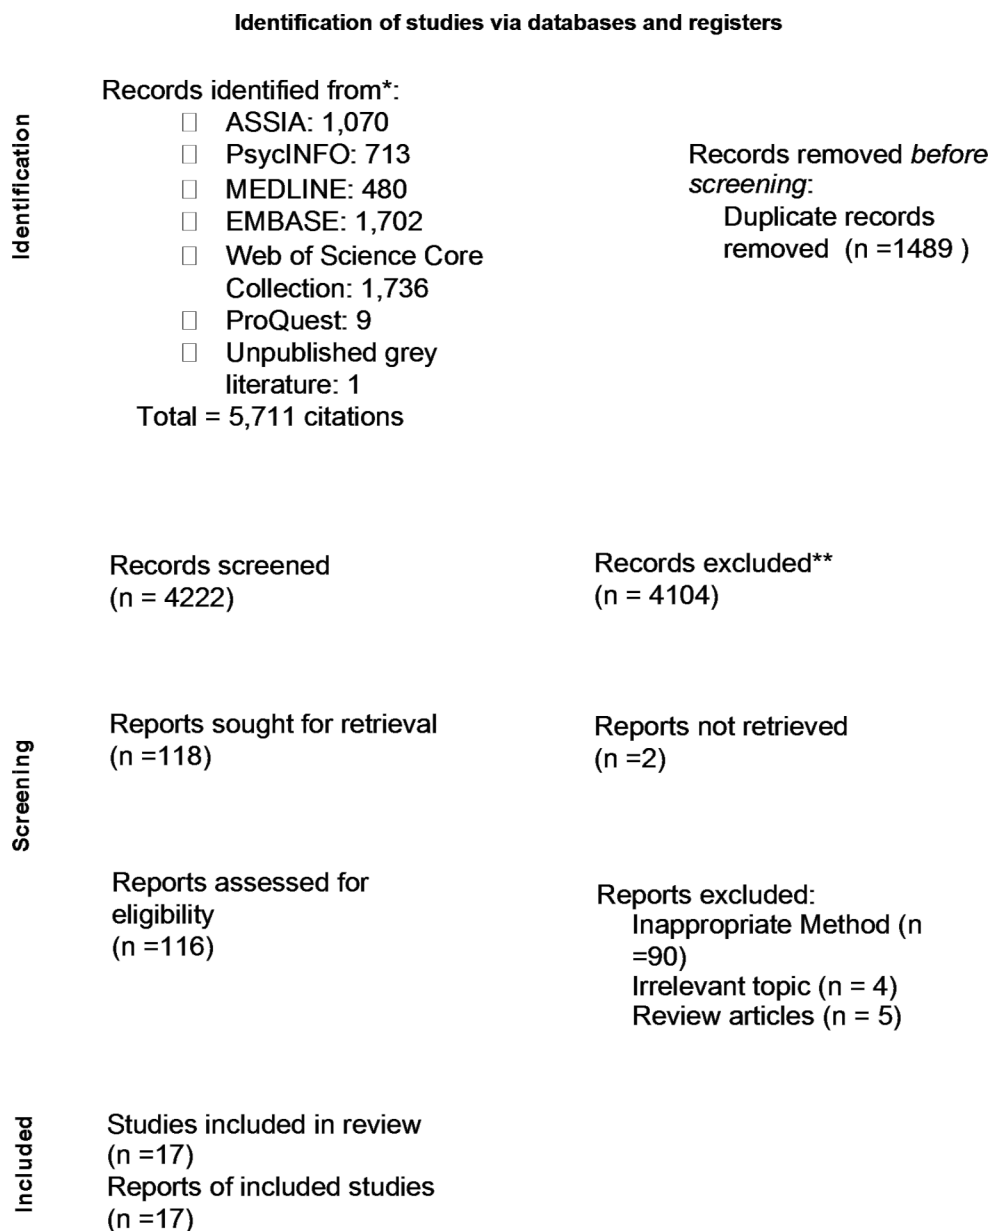 Identification of studies via databases and registers
Identification
Records identified from*:
ASSIA: 1,070
PsycINFO: 713
MEDLINE: 480
EMBASE: 1,702
Web of Science Core
Collection: 1,736
ProQuest: 9
Unpublished grey
literature: 1
Total = 5,711 citations
Records removed before
screening:
Duplicate records
removed (n =1489 )
Screening
Records screened
(n = 4222)
Records excluded**
(n = 4104)
Reports sought for retrieval
(n =118)
Reports not retrieved
(n =2)
Reports assessed for
eligibility
(n =116)
Reports excluded:
Inappropriate Method (n
=90)
Irrelevant topic (n = 4)
Review articles (n = 5)
Included
Studies included in review
(n =17)
Reports of included studies
(n =17)